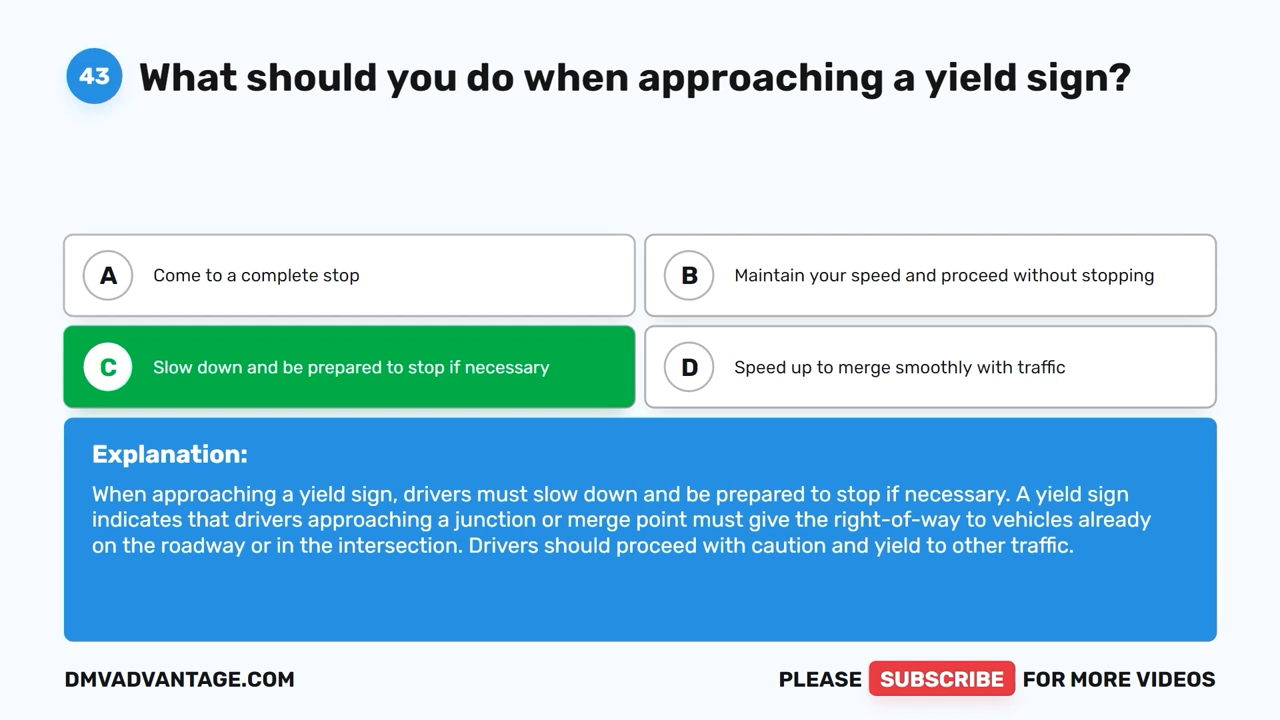 43 What should you do when approaching a yield sign?
A Come to a complete stop
B Maintain your speed and proceed without stopping
C Slow down and be prepared to stop if necessary
D Speed up to merge smoothly with traffic
Explanation:
When approaching a yield sign, drivers must slow down and be prepared to stop if necessary. A yield sign
indicates that drivers approaching a junction or merge point must give the right-of-way to vehicles already
on the roadway or in the intersection. Drivers should proceed with caution and yield to other traffic.
DMVADVANTAGE.COM
PLEASE SUBSCRIBE FOR MORE VIDEOS